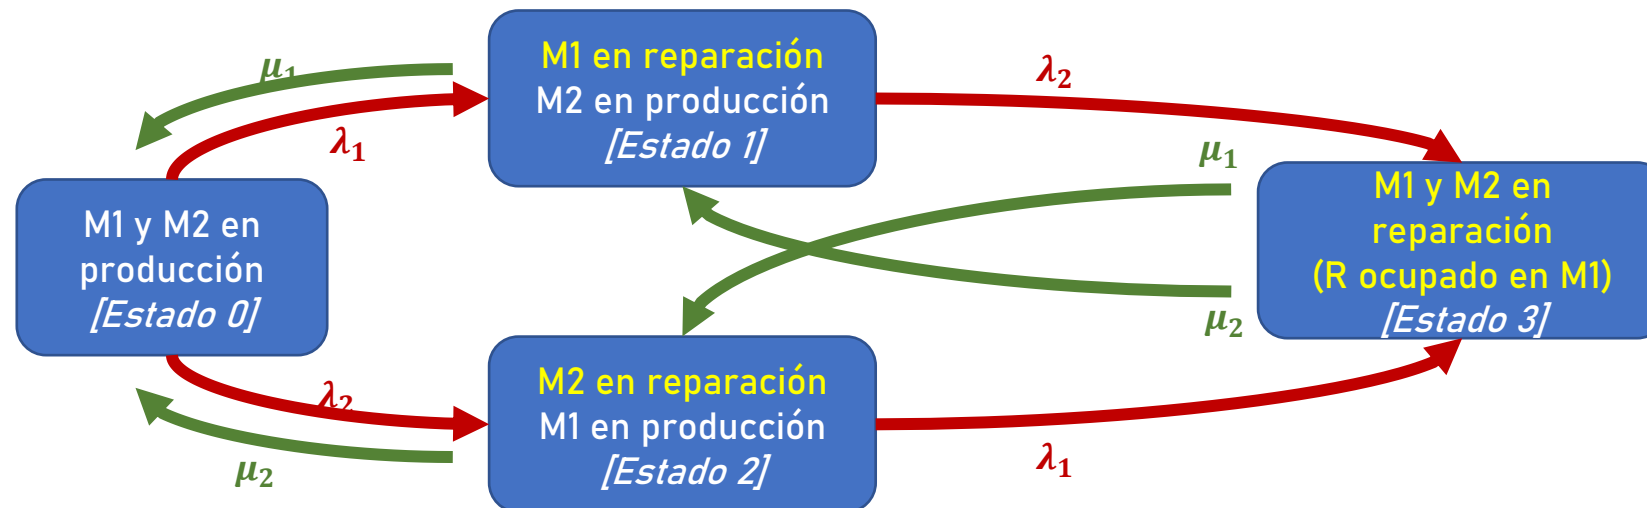 μ₁
λ₁
M1 en reparación
M2 en producción
[Estado 1]
λ₂
μ₁
M1 y M2 en
producción
[Estado 0]
M1 y M2 en
reparación
(R ocupado en M1)
[Estado 3]
μ₂
λ₂
μ₂
M2 en reparación
M1 en producción
[Estado 2]
λ₁